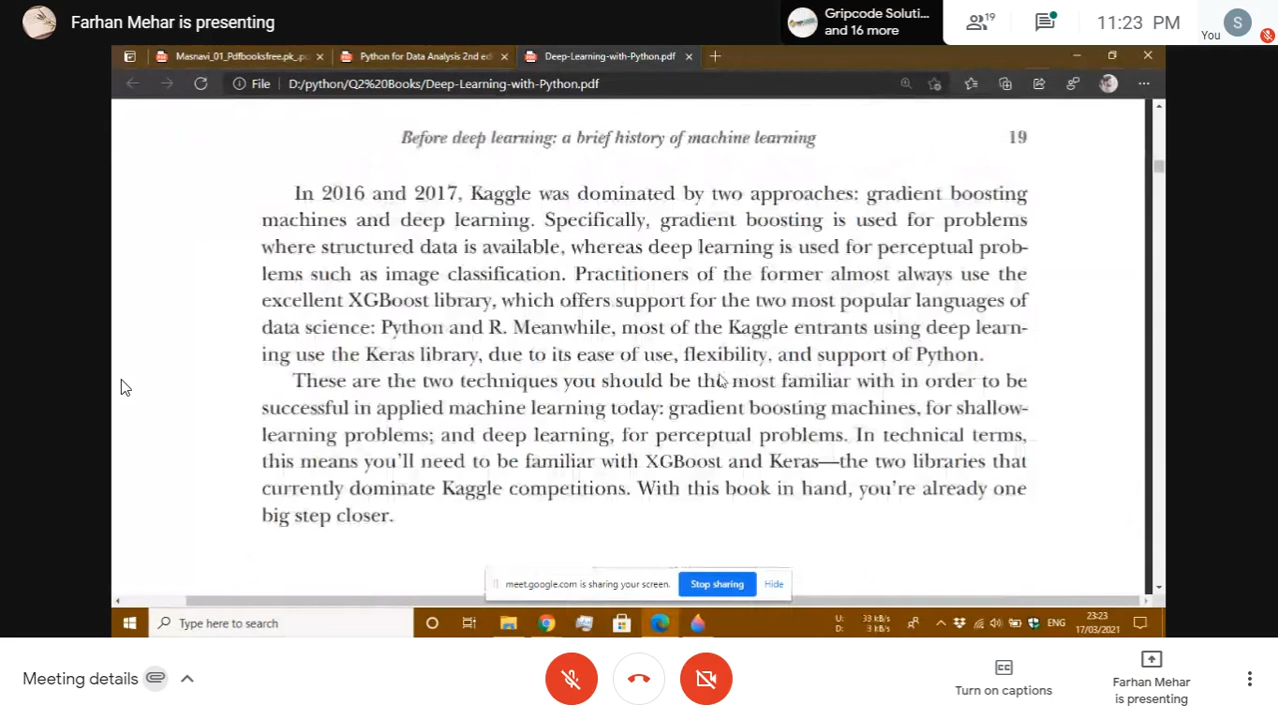 Farhan Mehar is presenting
Gripcode Soluti...
and 16 more
19
11:23 PM
S
You
Masnavi_01_Pdfbooksfree.pk_.p
Python for Data Analysis 2nd edi
Deep-Learning-with-Python.pdf
File
D:/python/Q2%20Books/Deep-Learning-with-Python.pdf
Before deep learning: a brief history of machine learning 19
In 2016 and 2017, Kaggle was dominated by two approaches: gradient boosting
machines and deep learning. Specifically, gradient boosting is used for problems
where structured data is available, whereas deep learning is used for perceptual prob-
lems such as image classification. Practitioners of the former almost always use the
excellent XGBoost library, which offers support for the two most popular languages of
data science: Python and R. Meanwhile, most of the Kaggle entrants using deep learn-
ing use the Keras library, due to its ease of use, flexibility, and support of Python.
These are the two techniques you should be the most familiar with in order to be
successful in applied machine learning today: gradient boosting machines, for shallow-
learning problems; and deep learning, for perceptual problems. In technical terms,
this means you'll need to be familiar with XGBoost and Keras—the two libraries that
currently dominate Kaggle competitions. With this book in hand, you're already one
big step closer.
meet.google.com is sharing your screen.
Stop sharing
Hide
Type here to search
U: 33 kB/s
D: 3 kB/s
ENG
23:23
17/03/2021
Meeting details
Turn on captions
Farhan Mehar
is presenting